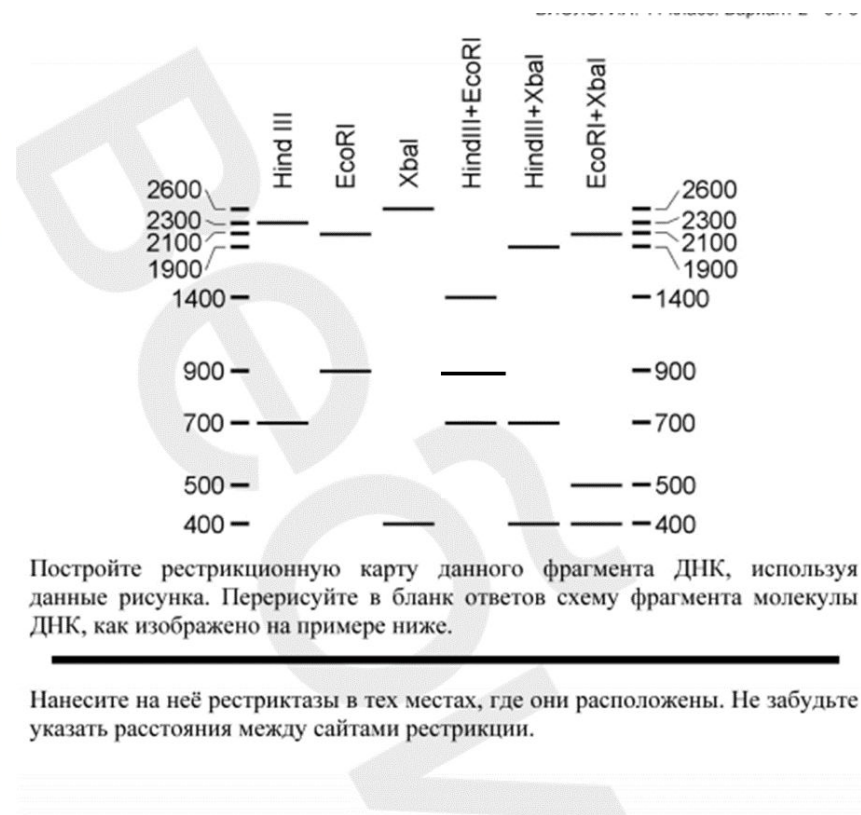 Hind III
EcoRI
XbaI
HindIII+EcoRI
HindIII+XbaI
EcoRI+XbaI
2600
2300
2100
1900
1400
900
700
500
400
2600
2300
2100
1900
1400
900
700
500
400
Постройте рестрикционную карту данного фрагмента ДНК, используя
данные рисунка. Перерисуйте в бланк ответов схему фрагмента молекулы
ДНК, как изображено на примере ниже.
Нанесите на неё рестриктазы в тех местах, где они расположены. Не забудьте
указать расстояния между сайтами рестрикции.